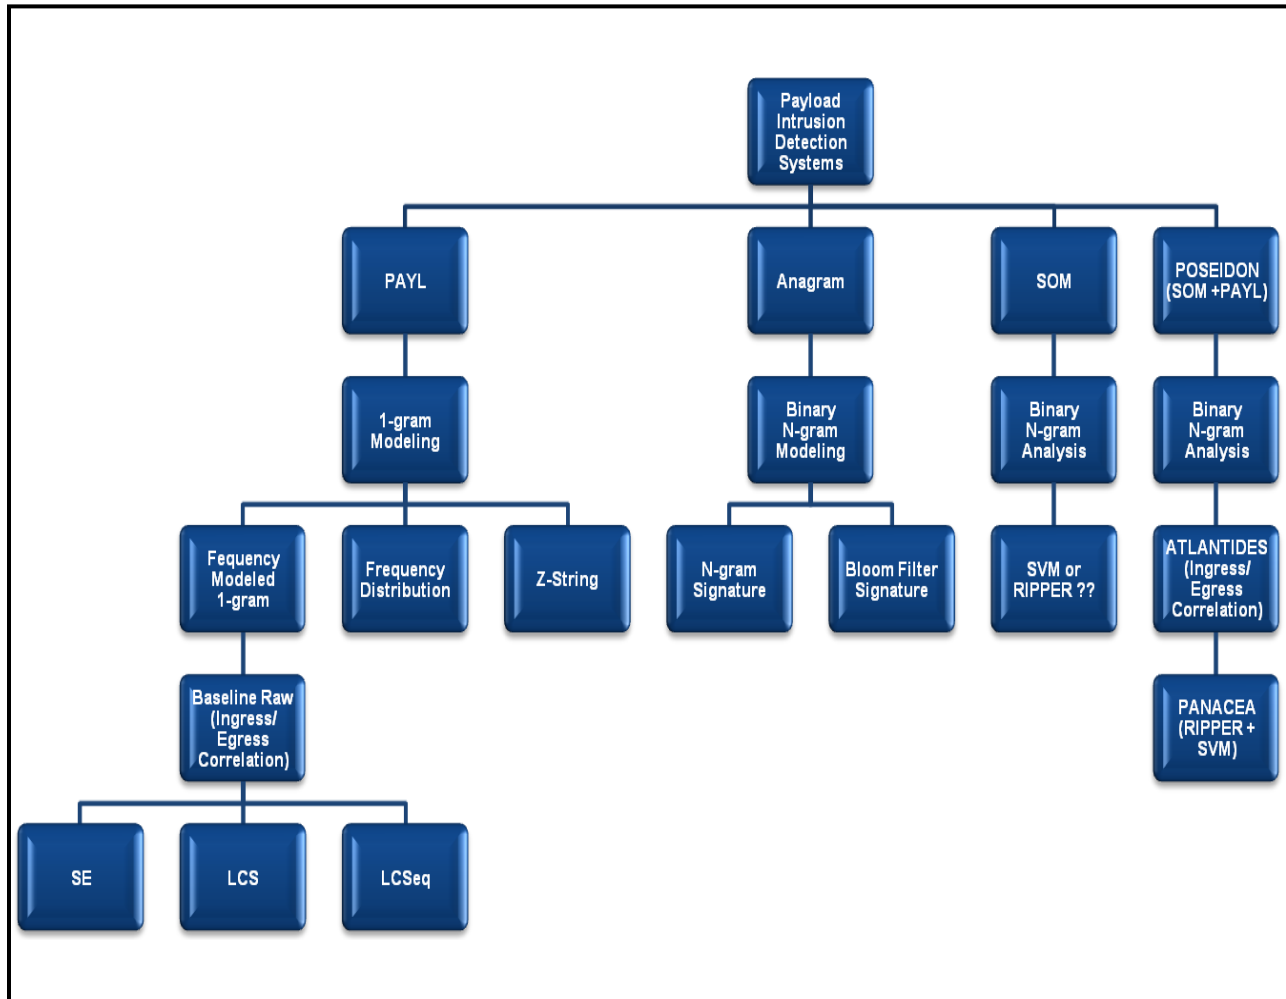 Payload
Intrusion
Detection
Systems
PAYL
Anagram
SOM
POSEIDON
(SOM +PAYL)
1-gram
Modeling
Binary
N-gram
Modeling
Binary
N-gram
Analysis
Binary
N-gram
Analysis
Fequency
Modeled
1-gram
Frequency
Distribution
Z-String
N-gram
Signature
Bloom Filter
Signature
SVM or
RIPPER ??
ATLANTIDES
(Ingress/
Egress
Correlation)
Baseline Raw
(Ingress/
Egress
Correlation)
PANACEA
(RIPPER +
SVM)
SE
LCS
LCSeq